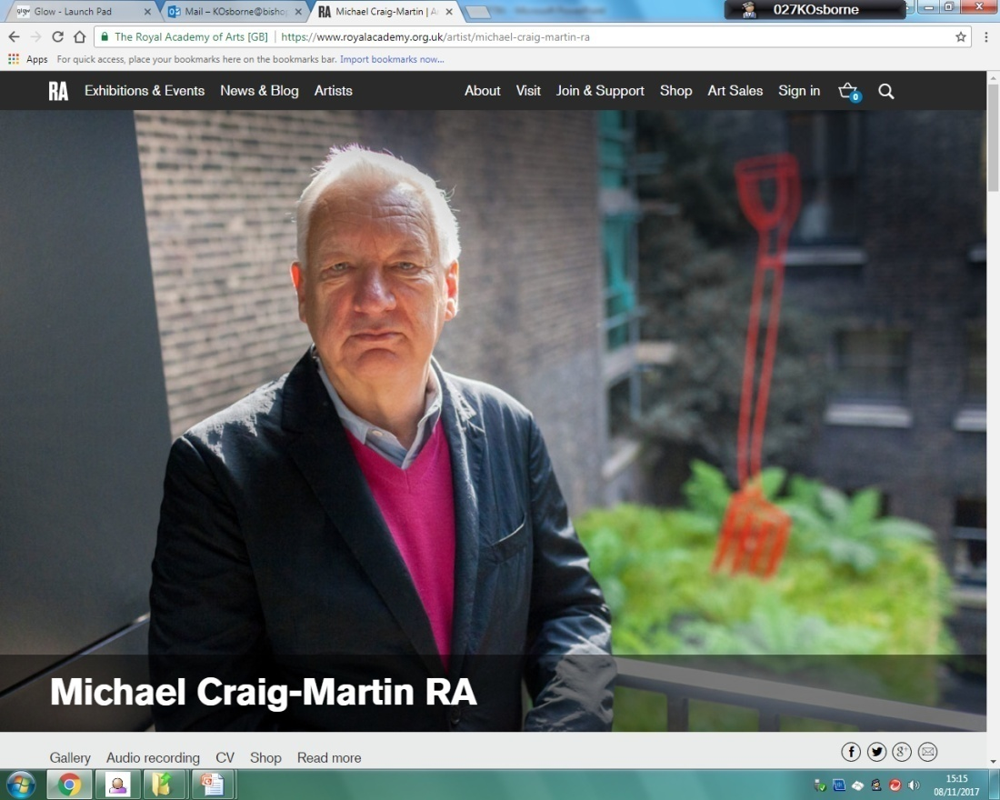 glow Glow - Launch Pad
Mail – KOsborne@bisho
RA Michael Craig-Martin | A
027KOsborne
The Royal Academy of Arts [GB] | https://www.royalacademy.org.uk/artist/michael-craig-martin-ra
Apps For quick access, place your bookmarks here on the bookmarks bar. Import bookmarks now...
RA Exhibitions & Events News & Blog Artists About Visit Join & Support Shop Art Sales Sign in 0
Michael Craig-Martin RA
Gallery Audio recording CV Shop Read more
15:15
08/11/2017